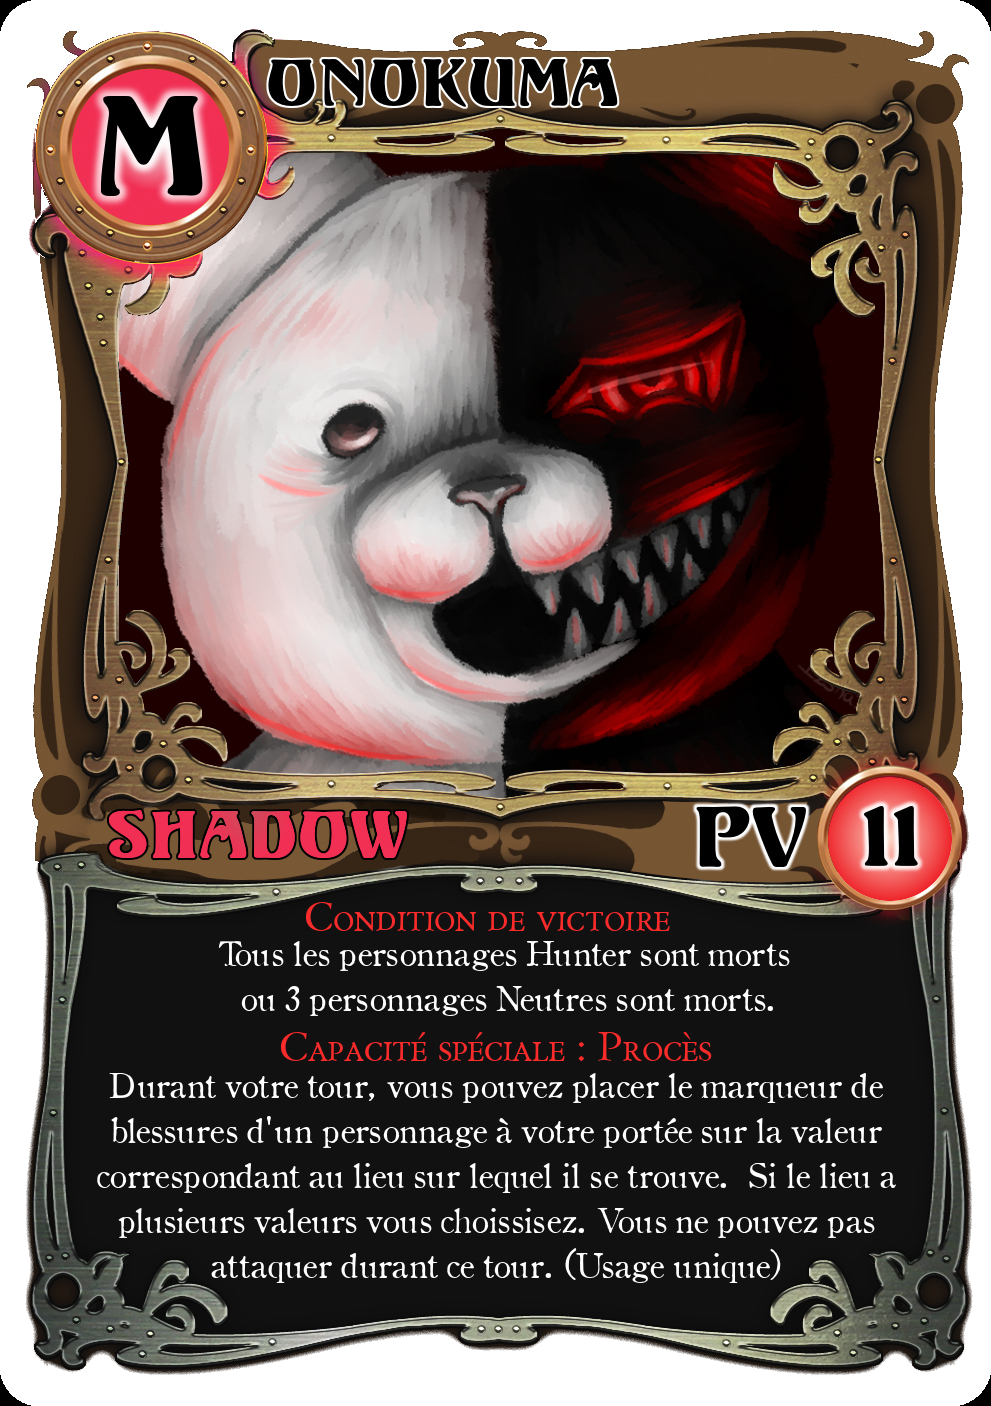 MONOKUMA
SHADOW
PV 11
CONDITION DE VICTOIRE
Tous les personnages Hunter sont morts
ou 3 personnages Neutres sont morts.
CAPACITÉ SPÉCIALE : PROCÈS
Durant votre tour, vous pouvez placer le marqueur de
blessures d'un personnage à votre portée sur la valeur
correspondant au lieu sur lequel il se trouve. Si le lieu a
plusieurs valeurs vous choissisez. Vous ne pouvez pas
attaquer durant ce tour. (Usage unique)